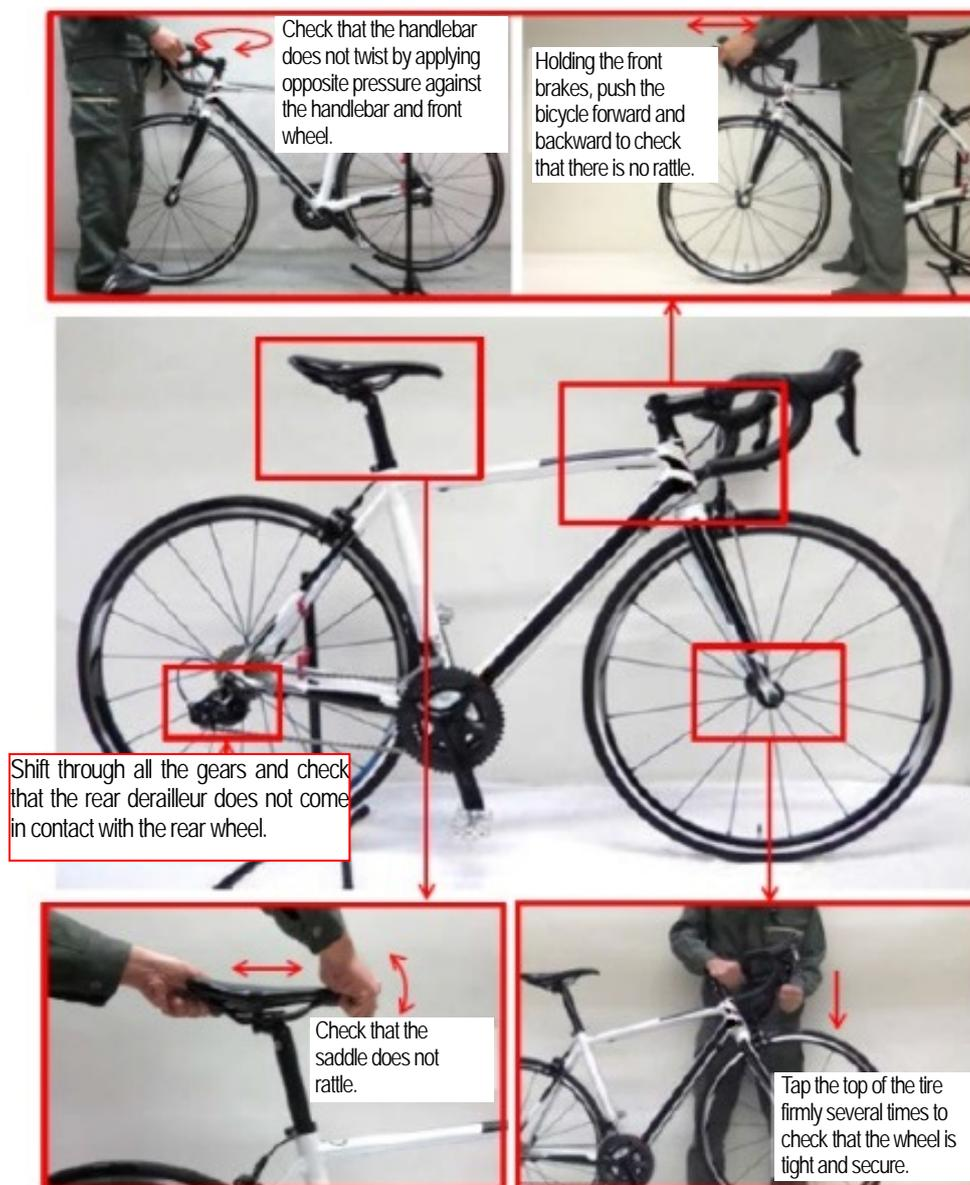 Check that the handlebar
does not twist by applying
opposite pressure against
the handlebar and front
wheel.
Holding the front
brakes, push the
bicycle forward and
backward to check
that there is no rattle.
Shift through all the gears and check
that the rear derailleur does not come
in contact with the rear wheel.
Check that the
saddle does not
rattle.
Tap the top of the tire
firmly several times to
check that the wheel is
tight and secure.